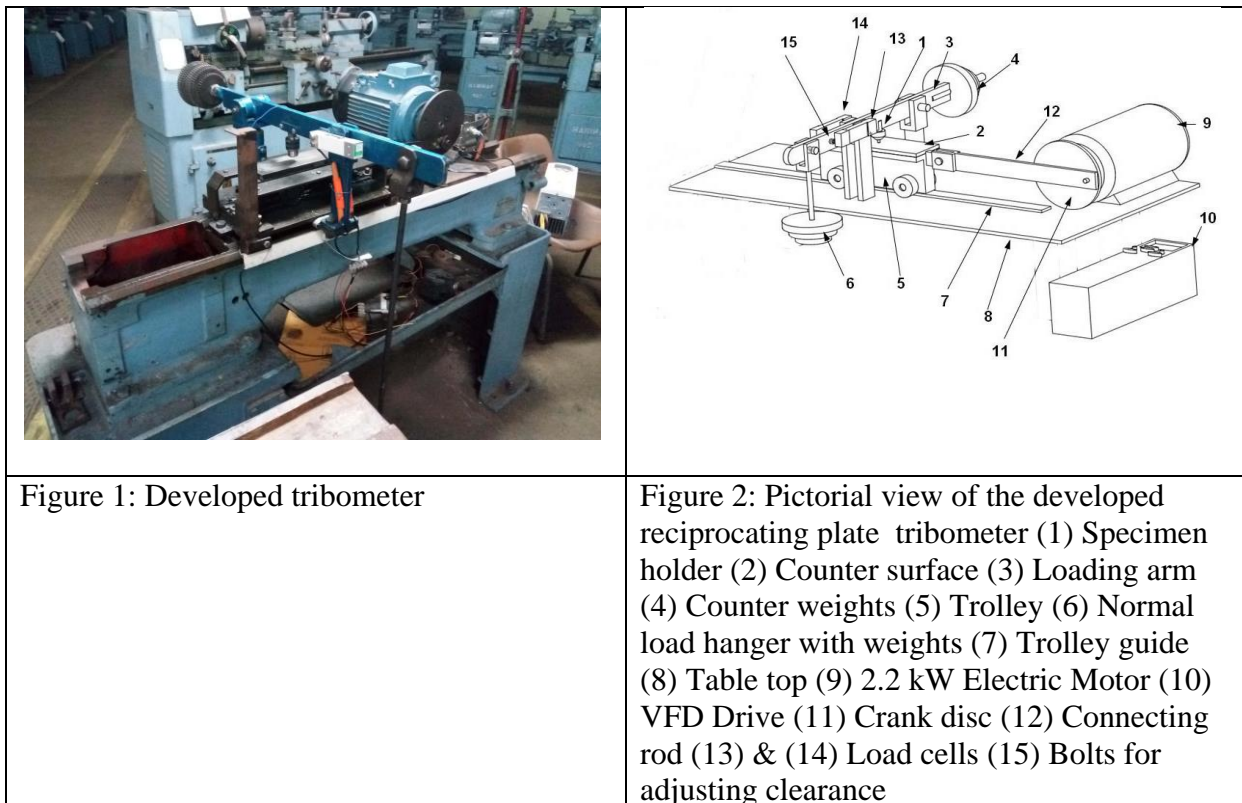 14
13
1
3
15
4
12
2
9
10
6
5
7
8
11
Figure 1: Developed tribometer
Figure 2: Pictorial view of the developed
reciprocating plate  tribometer (1) Specimen
holder (2) Counter surface (3) Loading arm
(4) Counter weights (5) Trolley (6) Normal
load hanger with weights (7) Trolley guide
(8) Table top (9) 2.2 kW Electric Motor (10)
VFD Drive (11) Crank disc (12) Connecting
rod (13) & (14) Load cells (15) Bolts for
adjusting clearance